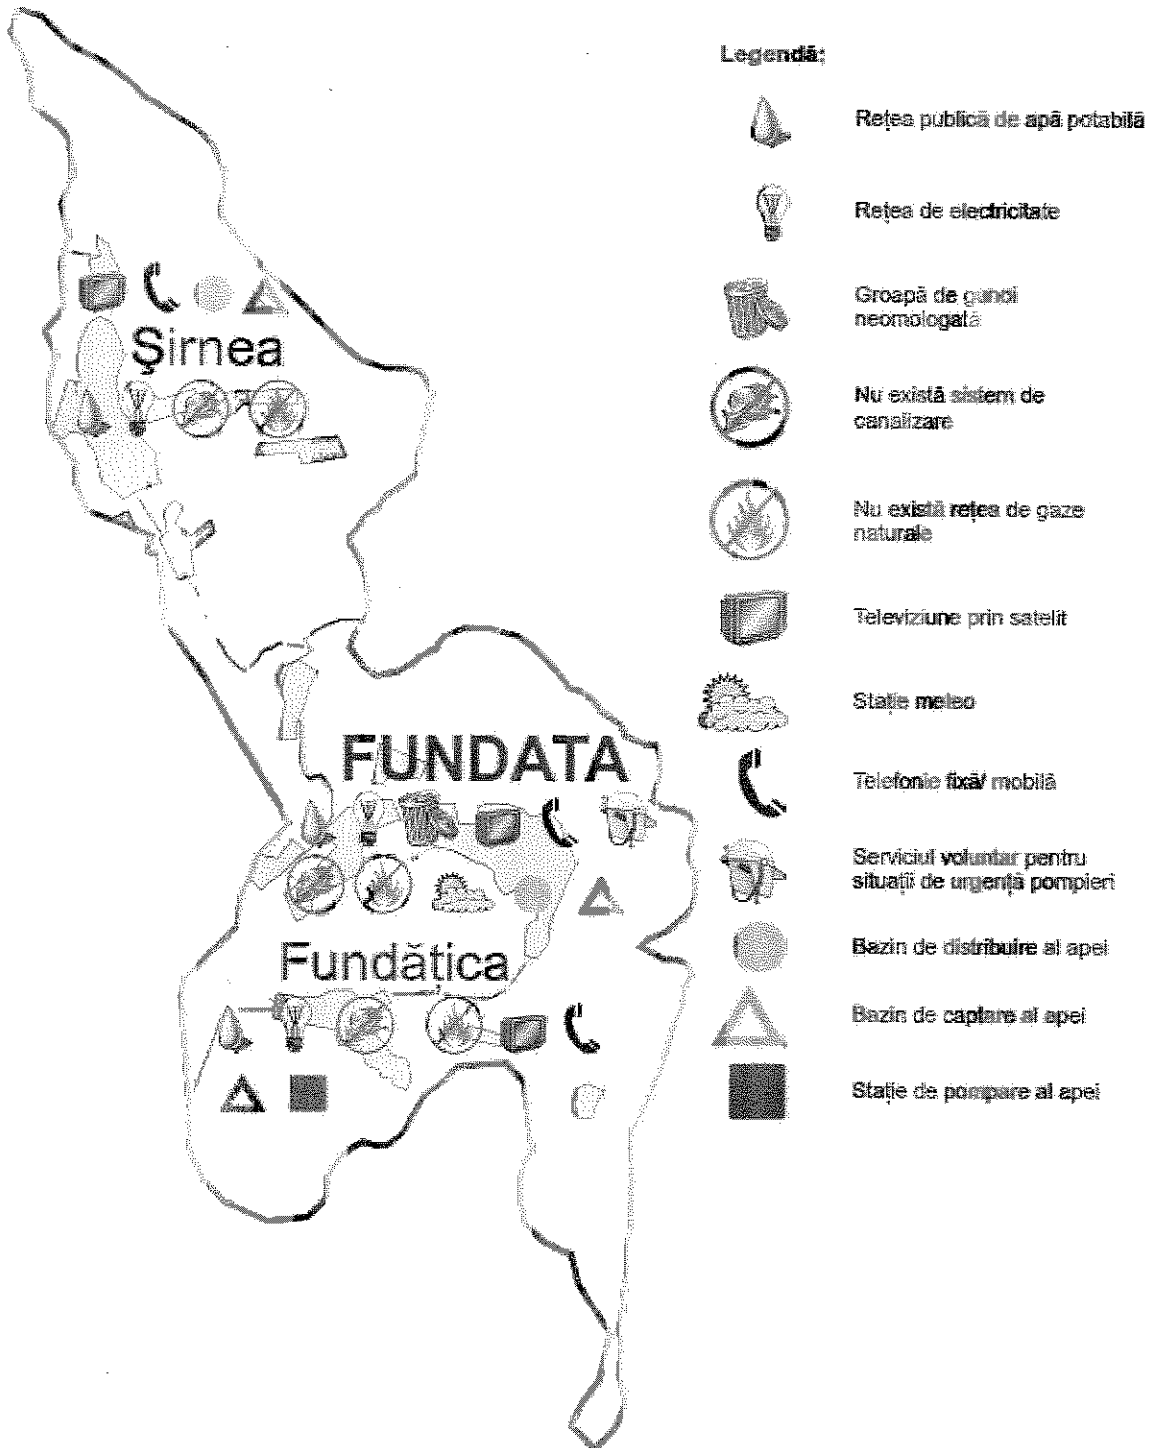 Legendă:
Rețea publică de apă potabilă
Rețea de electricitate
Groapă de gunoi
neomologată
Nu există sistem de
canalizare
Nu există rețea de gaze
naturale
Televiziune prin satelit
Stație meteo
Telefonie fixă/ mobilă
Serviciul voluntar pentru
situații de urgență pompieri
Bazin de distribuire al apei
Bazin de captare al apei
Stație de pompare al apei
Șirnea
FUNDATA
Fundățica